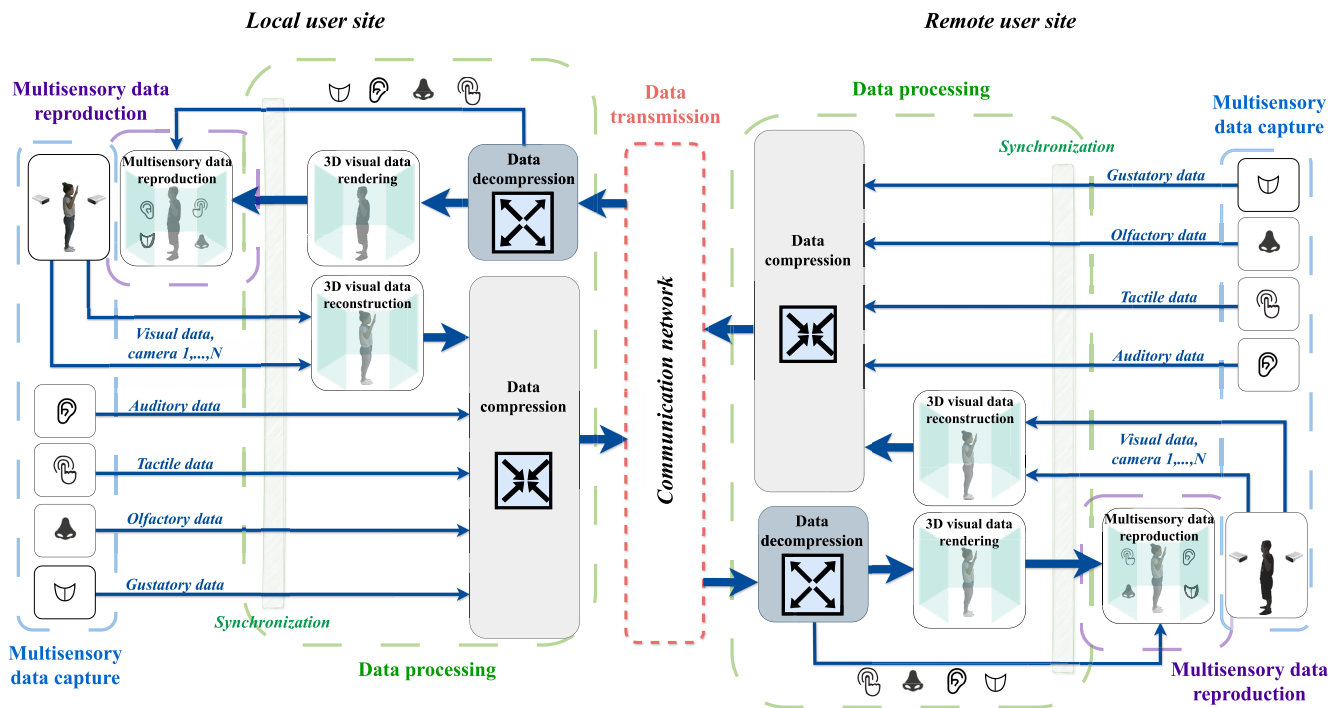 Local user site
Remote user site
Multisensory data
reproduction
Data
transmission
Data processing
Multisensory
data capture
Synchronization
Multisensory data
reproduction
3D visual data
rendering
Data
decompression
3D visual data
reconstruction
Visual data,
camera 1,...,N
Auditory data
Tactile data
Olfactory data
Gustatory data
Data
compression
Synchronization
Multisensory
data capture
Data processing
Communication network
Data
compression
Gustatory data
Olfactory data
Tactile data
Auditory data
3D visual data
reconstruction
Visual data,
camera 1,...,N
Data
decompression
3D visual data
rendering
Multisensory data
reproduction
Multisensory data
reproduction